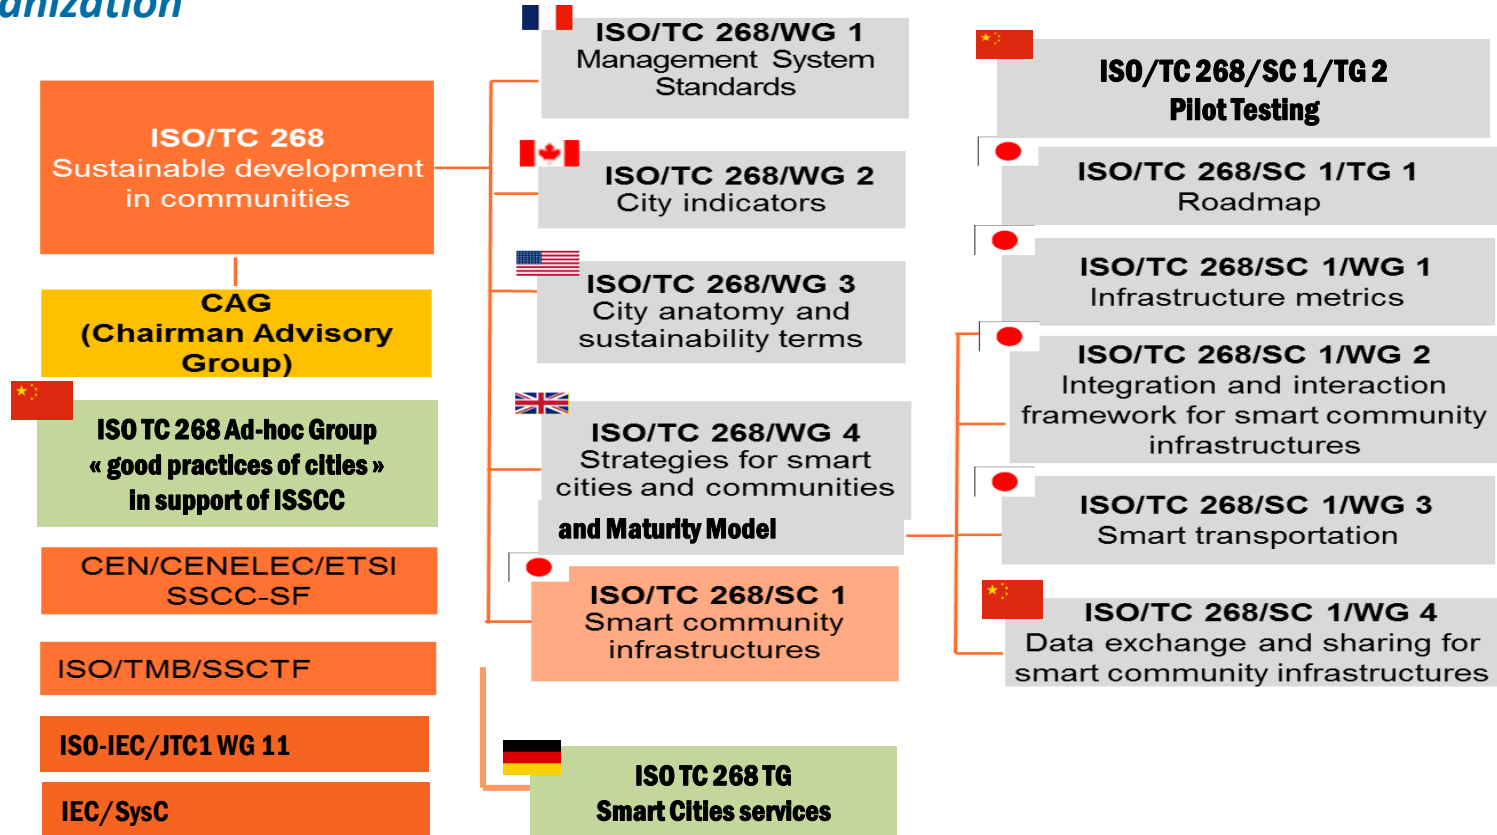 anization
ISO/TC 268
Sustainable development
in communities
CAG
(Chairman Advisory
Group)
ISO TC 268 Ad-hoc Group
« good practices of cities »
in support of ISSCC
CEN/CENELEC/ETSI
SSCC-SF
ISO/TMB/SSCTF
ISO-IEC/JTC1 WG 11
IEC/SysC
ISO/TC 268/WG 1
Management System
Standards
ISO/TC 268/WG 2
City indicators
ISO/TC 268/WG 3
City anatomy and
sustainability terms
ISO/TC 268/WG 4
Strategies for smart
cities and communities
and Maturity Model
ISO/TC 268/SC 1
Smart community
infrastructures
ISO TC 268 TG
Smart Cities services
ISO/TC 268/SC 1/TG 2
Pilot Testing
ISO/TC 268/SC 1/TG 1
Roadmap
ISO/TC 268/SC 1/WG 1
Infrastructure metrics
ISO/TC 268/SC 1/WG 2
Integration and interaction
framework for smart community
infrastructures
ISO/TC 268/SC 1/WG 3
Smart transportation
ISO/TC 268/SC 1/WG 4
Data exchange and sharing for
smart community infrastructures